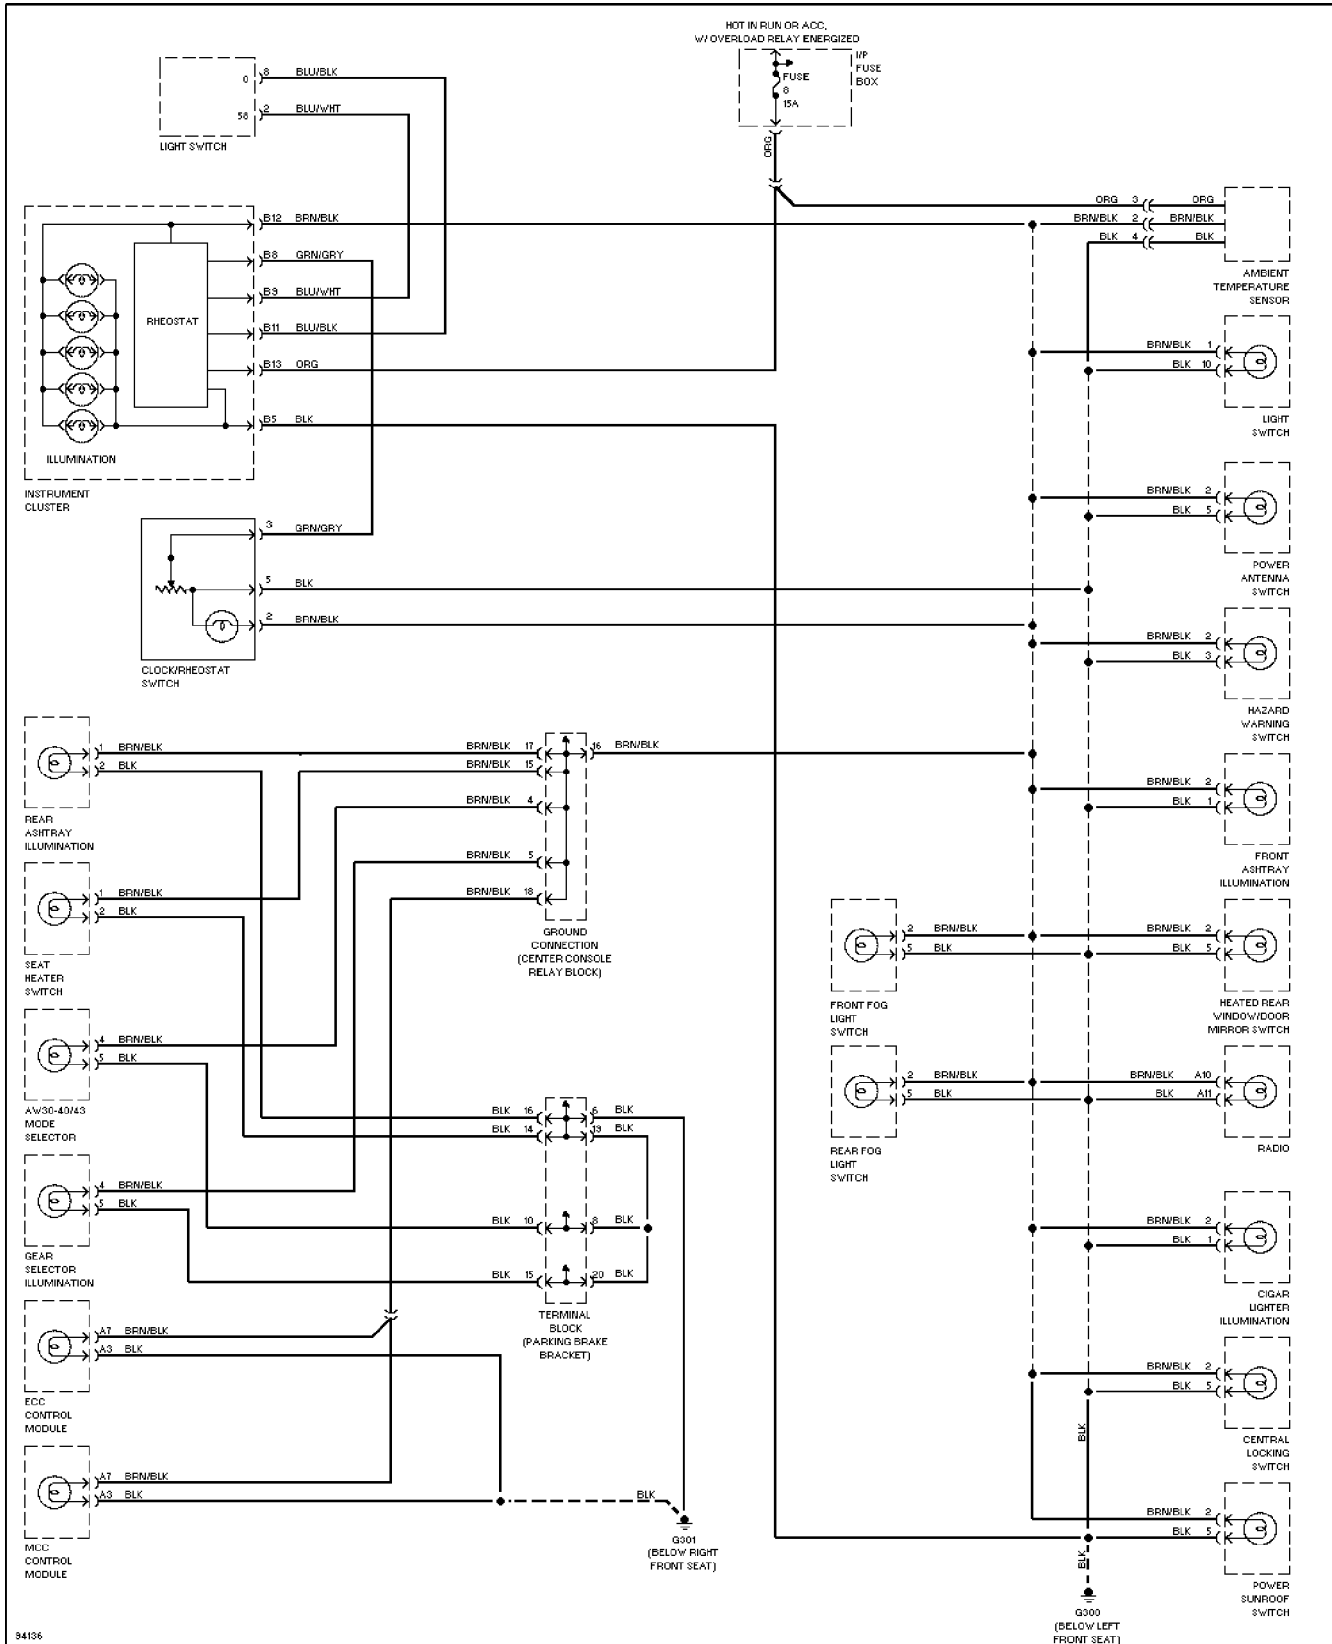 HOT IN RUN OR ACC,
W/ OVERLOAD RELAY ENERGIZED
I/P
FUSE
BOX
FUSE
8
15A
ORG
0
8
BLU/BLK
58
2
BLU/WHT
LIGHT SWITCH
B12 BRN/BLK
B8 GRN/GRY
B9 BLU/WHT
B11 BLU/BLK
B13 ORG
B5 BLK
RHEOSTAT
ILLUMINATION
INSTRUMENT
CLUSTER
3
GRN/GRY
5
BLK
2
BRN/BLK
CLOCK/RHEOSTAT
SWITCH
ORG 3 ORG
BRN/BLK 2 BRN/BLK
BLK 4 BLK
AMBIENT
TEMPERATURE
SENSOR
BRN/BLK 1
BLK 10
LIGHT
SWITCH
BRN/BLK 2
BLK 5
POWER
ANTENNA
SWITCH
BRN/BLK 2
BLK 3
HAZARD
WARNING
SWITCH
BRN/BLK 2
BLK 1
FRONT
ASHTRAY
ILLUMINATION
1 BRN/BLK
2 BLK
REAR
ASHTRAY
ILLUMINATION
BRN/BLK 17
BRN/BLK 15
BRN/BLK 4
BRN/BLK 5
BRN/BLK 18
16 BRN/BLK
GROUND
CONNECTION
(CENTER CONSOLE
RELAY BLOCK)
1 BRN/BLK
2 BLK
SEAT
HEATER
SWITCH
2 BRN/BLK
5 BLK
FRONT FOG
LIGHT
SWITCH
BRN/BLK 2
BLK 5
HEATED REAR
WINDOW/DOOR
MIRROR SWITCH
4 BRN/BLK
5 BLK
AW30-40/43
MODE
SELECTOR
2 BRN/BLK
5 BLK
REAR FOG
LIGHT
SWITCH
BRN/BLK A10
BLK A11
RADIO
BLK 16
BLK 14
BLK 10
BLK 15
6 BLK
19 BLK
8 BLK
20 BLK
TERMINAL
BLOCK
(PARKING BRAKE
BRACKET)
4 BRN/BLK
5 BLK
GEAR
SELECTOR
ILLUMINATION
BRN/BLK 2
BLK 1
CIGAR
LIGHTER
ILLUMINATION
A7 BRN/BLK
A3 BLK
ECC
CONTROL
MODULE
BRN/BLK 2
BLK 5
BLK
CENTRAL
LOCKING
SWITCH
A7 BRN/BLK
A3 BLK
BLK
MCC
CONTROL
MODULE
G301
(BELOW RIGHT
FRONT SEAT)
BRN/BLK 2
BLK 5
BLK
POWER
SUNROOF
SWITCH
G300
(BELOW LEFT
FRONT SEAT)
94136